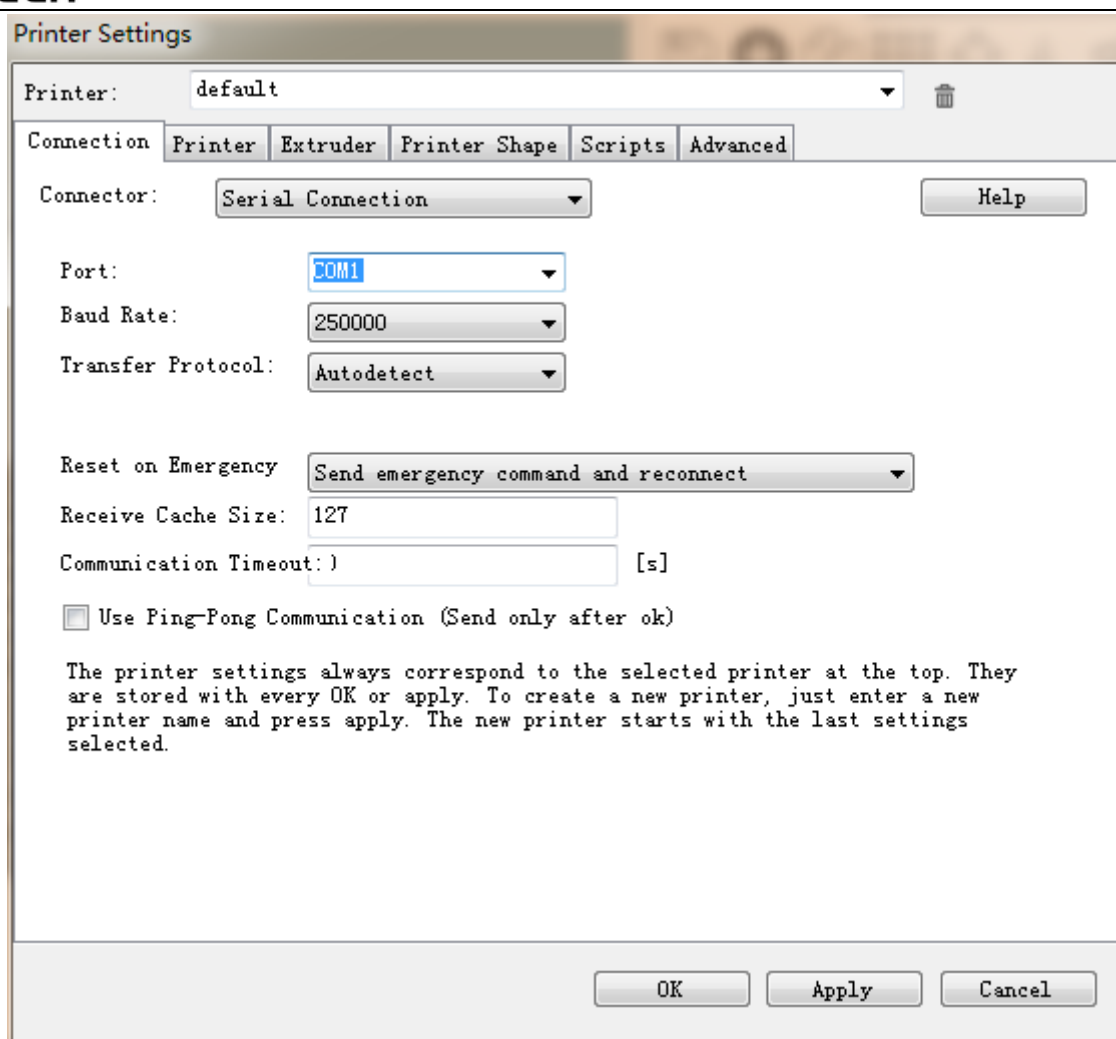 Printer Settings
Printer: default
Connection Printer Extruder Printer Shape Scripts Advanced
Connector: Serial Connection Help
Port: COM1
Baud Rate: 250000
Transfer Protocol: Autodetect
Reset on Emergency Send emergency command and reconnect
Receive Cache Size: 127
Communication Timeout: ) [s]
Use Ping-Pong Communication (Send only after ok)
The printer settings always correspond to the selected printer at the top. They
are stored with every OK or apply. To create a new printer, just enter a new
printer name and press apply. The new printer starts with the last settings
selected.
OK Apply Cancel